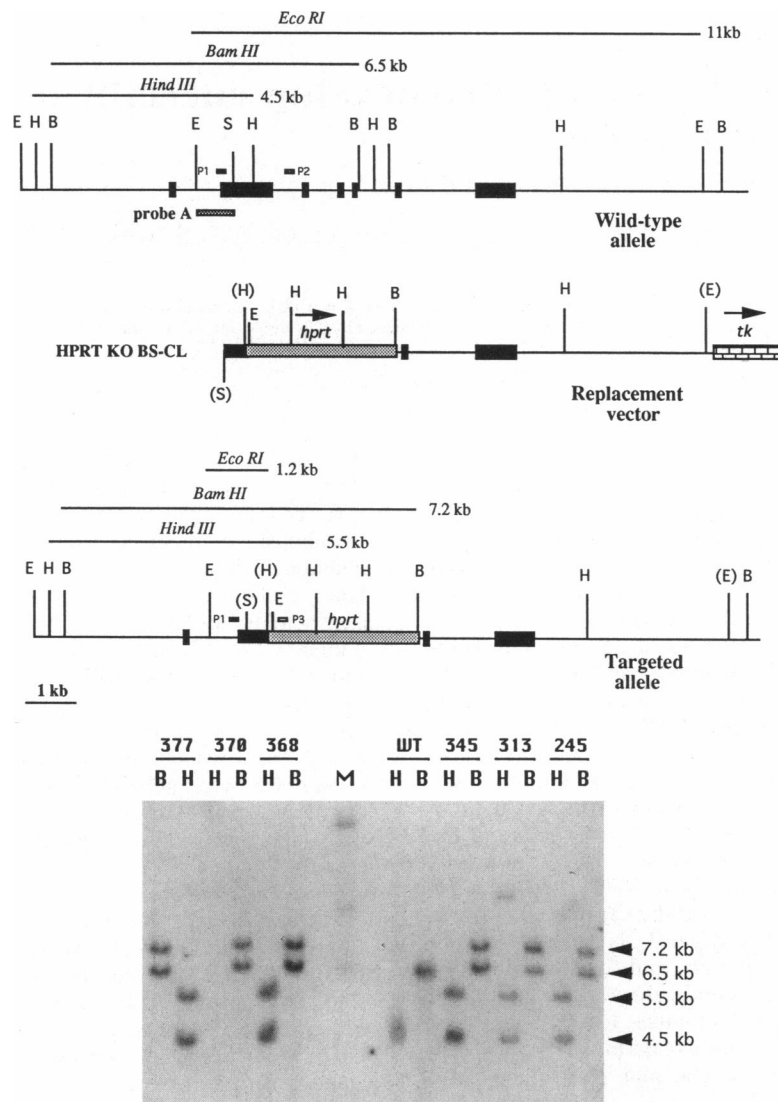 Eco RI
11kb
Bam HI
6.5 kb
Hind III
4.5 kb
E H B E S H B H B H E B
P1 P2
probe A
Wild-type
allele
(H) H H B H (E)
E hprt tk
HPRT KO BS-CL
(S)
Replacement
vector
Eco RI
1.2 kb
Bam HI
7.2 kb
Hind III
5.5 kb
E H B E (H) H H B H (E) B
(S) E
P1 P3 hprt
Targeted
allele
1 kb
377 370 368 WT 345 313 245
B H H B H B M H B H B H B H B
7.2 kb
6.5 kb
5.5 kb
4.5 kb